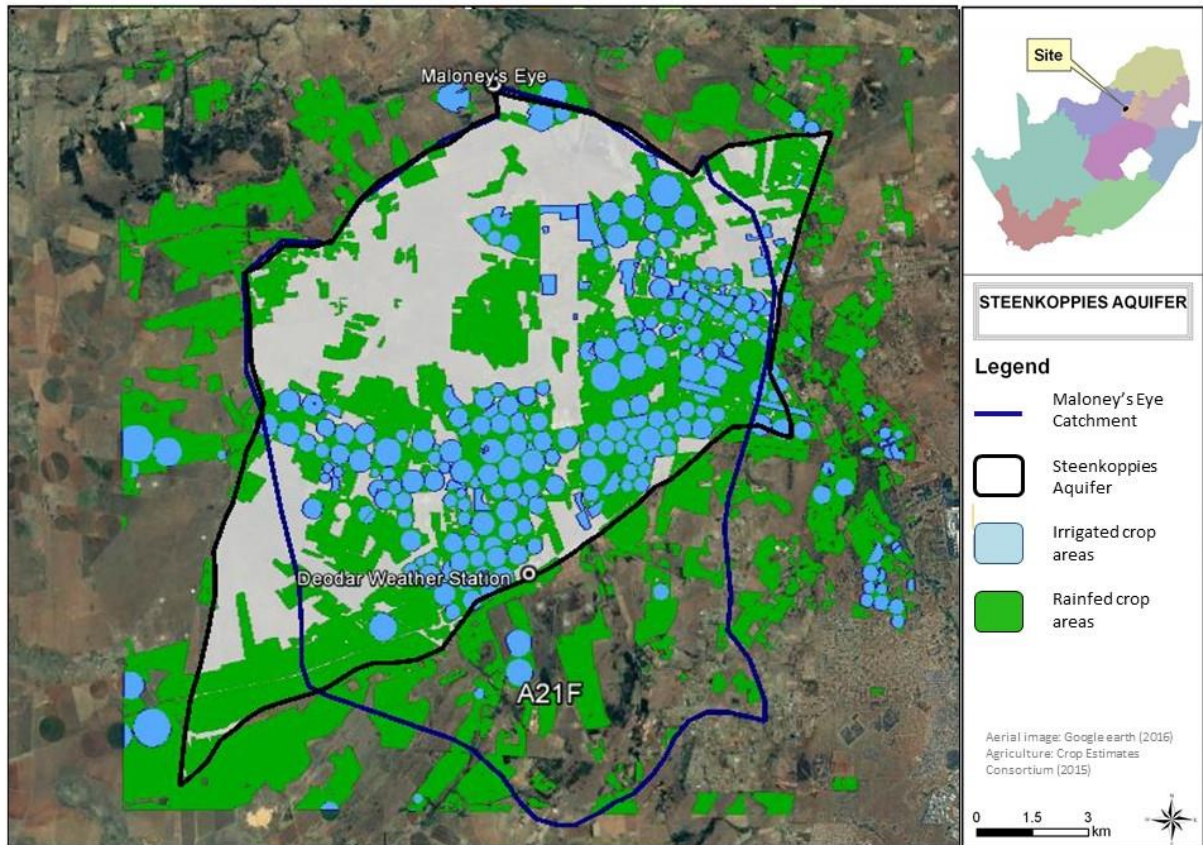 Maloney's Eye
Deodar Weather Station
A21F
Site
STEENKOPPIES AQUIFER
Legend
Maloney's Eye
Catchment
Steenkoppies
Aquifer
Irrigated crop
areas
Rainfed crop
areas
Aerial image: Google earth (2016)
Agriculture: Crop Estimates
Consortium (2015)
0 1.5 3
km